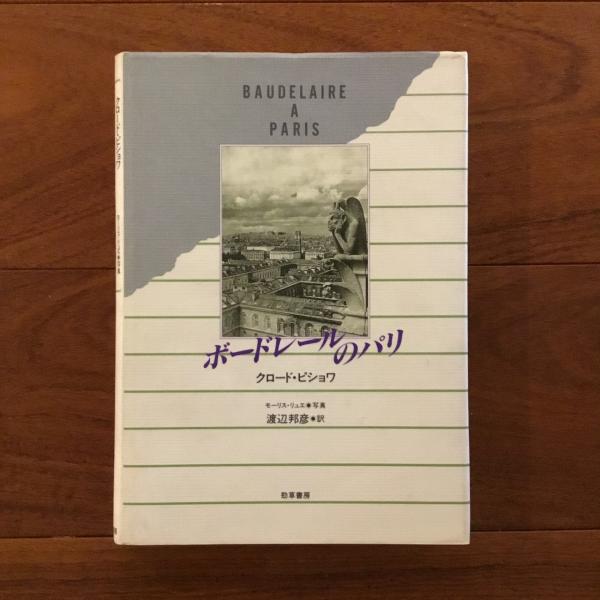 BAUDELAIRE
A
PARIS
ボードレールのパリ
クロード・ピショワ
モーリス・リュエ✷写真
渡辺邦彦✷訳
勁草書房
クロード・ピショワ